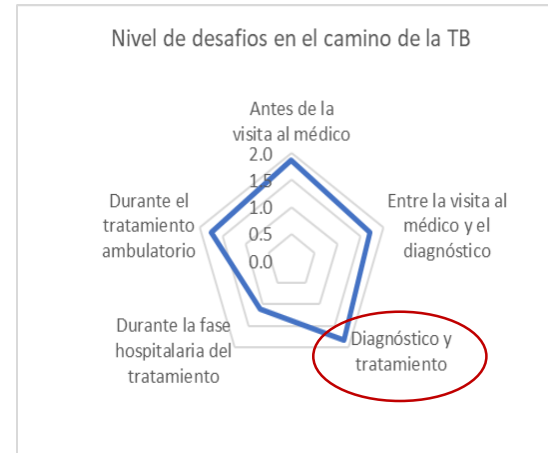 Nivel de desafios en el camino de la TB
Antes de la
visita al médico
2.0
1.5
1.0
0.5
0.0
Entre la visita al
médico y el
diagnóstico
Diagnóstico y
tratamiento
Durante la fase
hospitalaria del
tratamiento
Durante el
tratamiento
ambulatorio